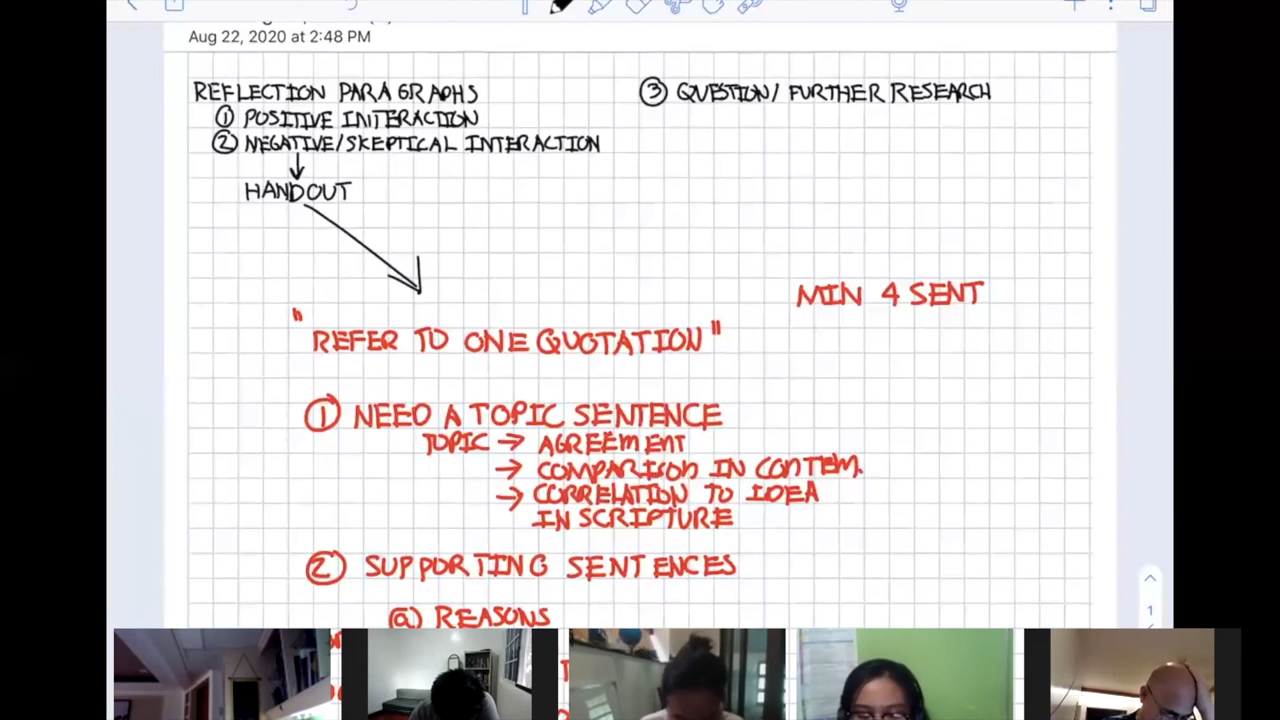 Aug 22, 2020 at 2:48 PM
REFLECTION PARAGRAPHS
① POSITIVE INITERACTION
② NEGATIVE/SKEPTICAL INTERACTION
HANDOUT
③ QUESTION/ FURTHER RESEARCH
MIN 4 SENT
"REFER TO ONE QUOTATION"
① NEED A TOPIC SENTENCE
TOPIC → AGREEMENT
→ COMPARISON IN CONTEM.
→ CORRELATION TO IDEA
IN SCRIPTURE
② SUPPORTING SENTENCES
(a) REASONS
1